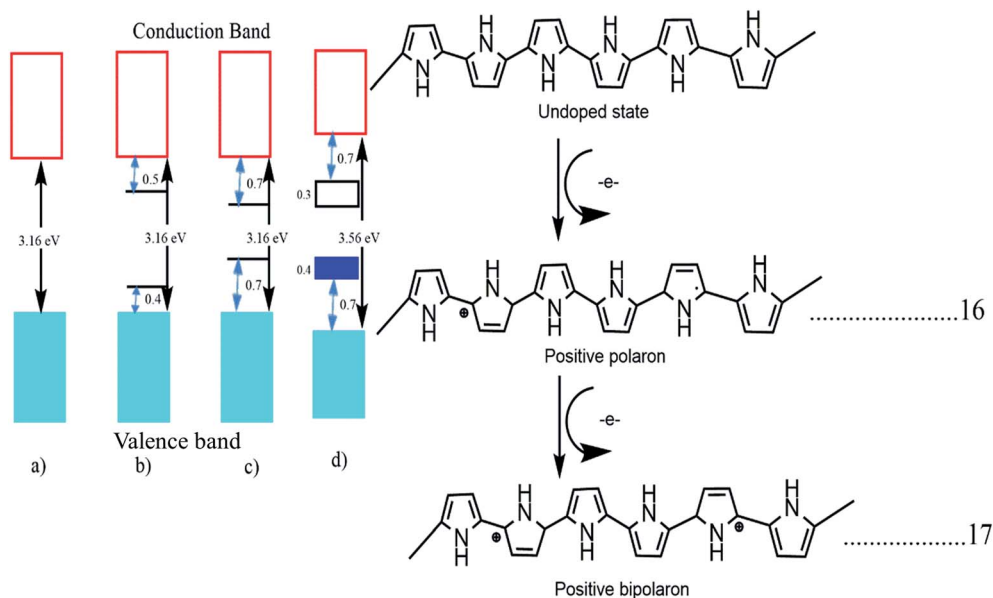 Conduction Band
3.16 eV
0.5
3.16 eV
0.4
0.7
3.16 eV
0.7
0.7
0.3
3.56 eV
0.4
0.7
Valence band
a)
b)
c)
d)
H
N
H
N
H
N
N
H
N
H
N
H
Undoped state
-e-
H
N
H
N
H
N
N
H
⊕
N
H
N
H
Positive polaron
......................16
-e-
H
N
H
N
H
N
N
H
⊕
N
H
N
H
⊕
Positive bipolaron
......................17